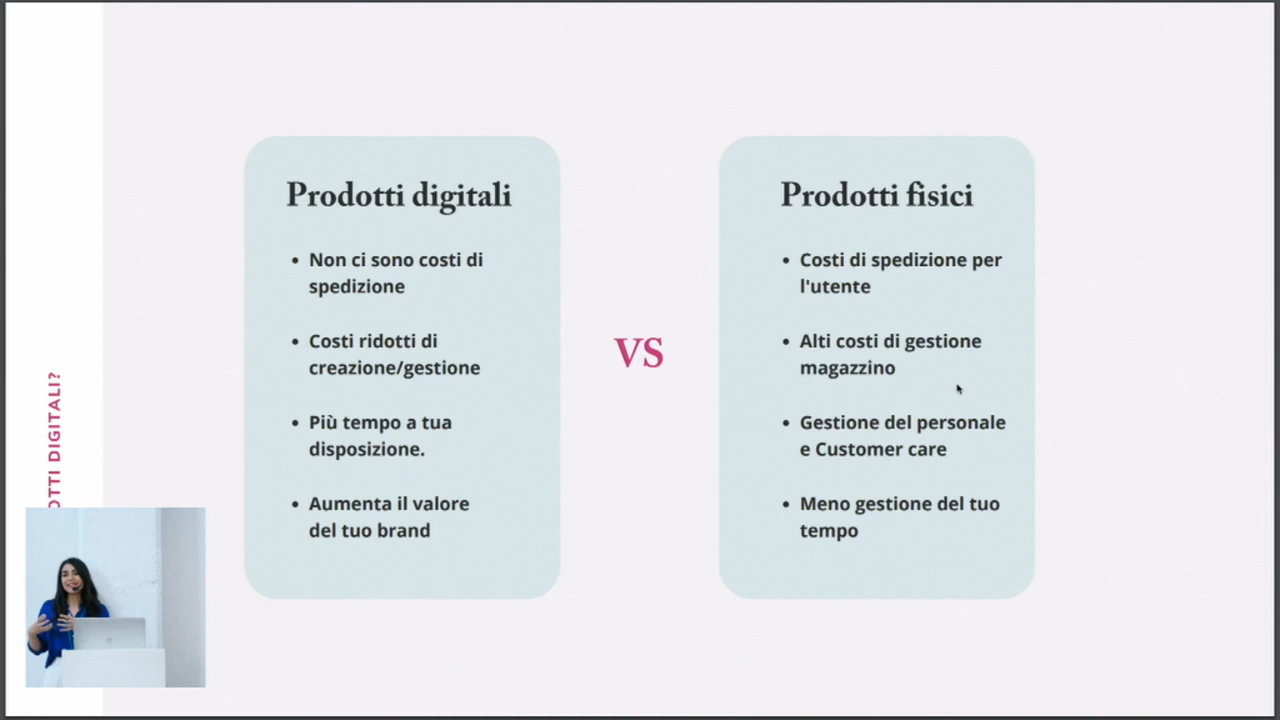 OTTI DIGITALI?
Prodotti digitali
• Non ci sono costi di
spedizione
• Costi ridotti di
creazione/gestione
• Più tempo a tua
disposizione.
• Aumenta il valore
del tuo brand
VS
Prodotti fisici
• Costi di spedizione per
l'utente
• Alti costi di gestione
magazzino
• Gestione del personale
e Customer care
• Meno gestione del tuo
tempo